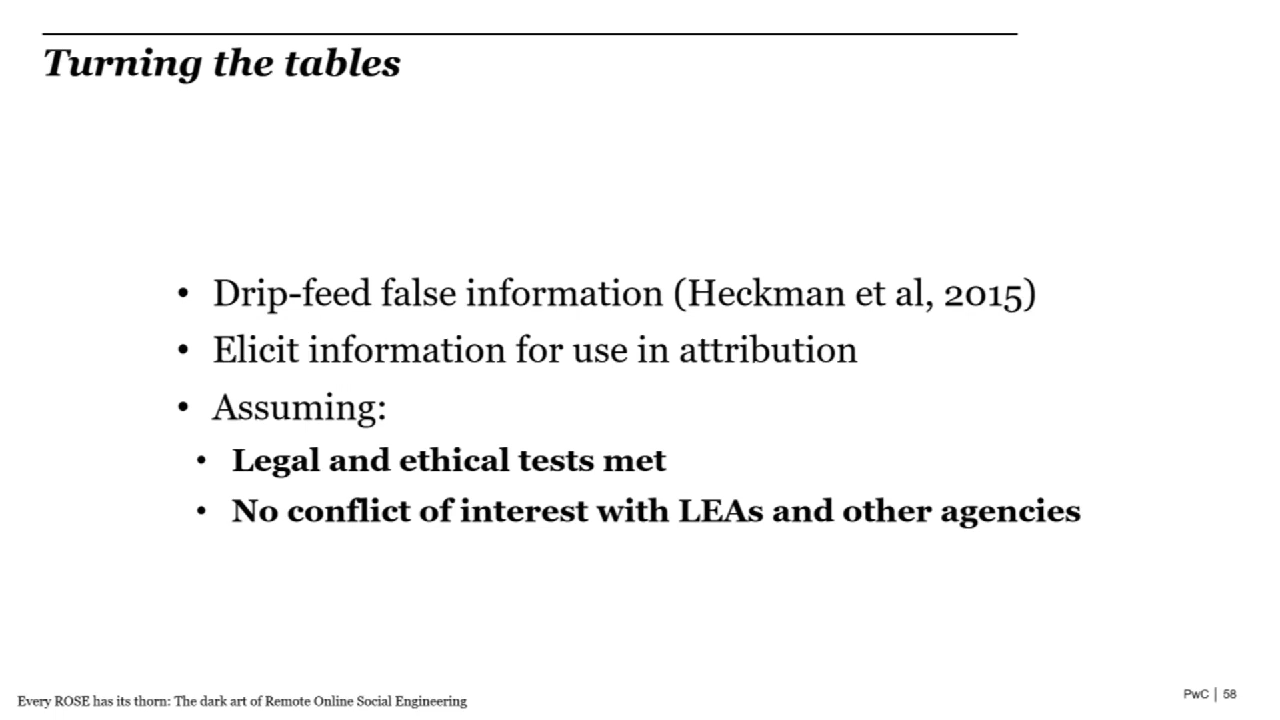 Turning the tables
• Drip-feed false information (Heckman et al, 2015)
• Elicit information for use in attribution
• Assuming:
• Legal and ethical tests met
• No conflict of interest with LEAs and other agencies
Every ROSE has its thorn: The dark art of Remote Online Social Engineering
PwC | 58